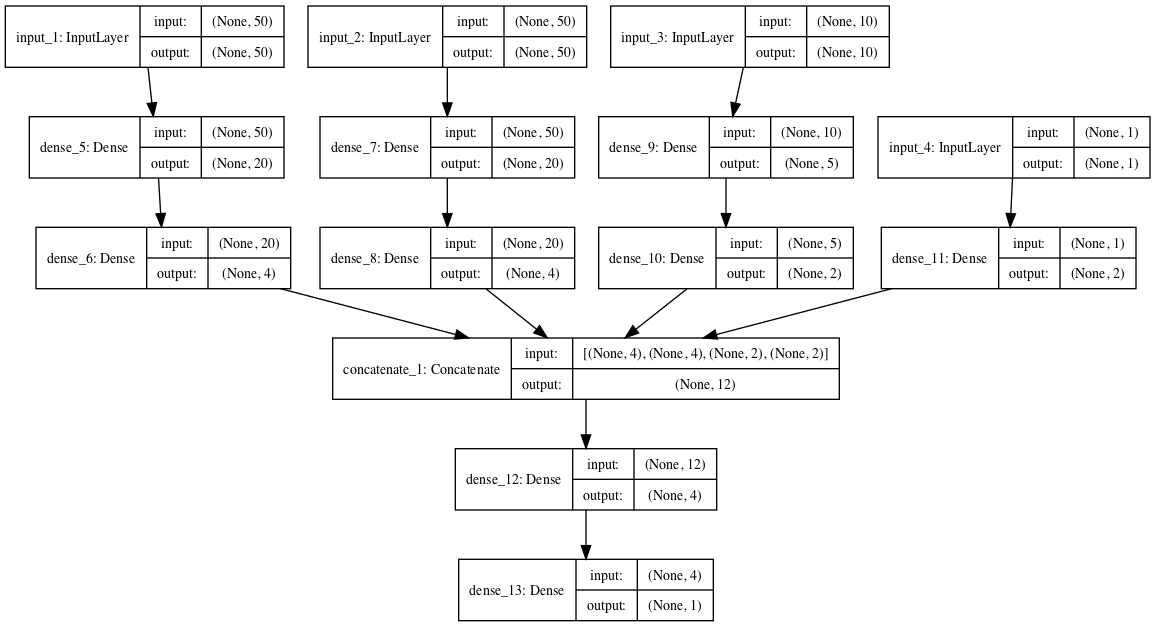 input_1: InputLayer
input: (None, 50)
output: (None, 50)
input_2: InputLayer
input: (None, 50)
output: (None, 50)
input_3: InputLayer
input: (None, 10)
output: (None, 10)
dense_5: Dense
input: (None, 50)
output: (None, 20)
dense_7: Dense
input: (None, 50)
output: (None, 20)
dense_9: Dense
input: (None, 10)
output: (None, 5)
input_4: InputLayer
input: (None, 1)
output: (None, 1)
dense_6: Dense
input: (None, 20)
output: (None, 4)
dense_8: Dense
input: (None, 20)
output: (None, 4)
dense_10: Dense
input: (None, 5)
output: (None, 2)
dense_11: Dense
input: (None, 1)
output: (None, 2)
concatenate_1: Concatenate
input: [(None, 4), (None, 4), (None, 2), (None, 2)]
output: (None, 12)
dense_12: Dense
input: (None, 12)
output: (None, 4)
dense_13: Dense
input: (None, 4)
output: (None, 1)